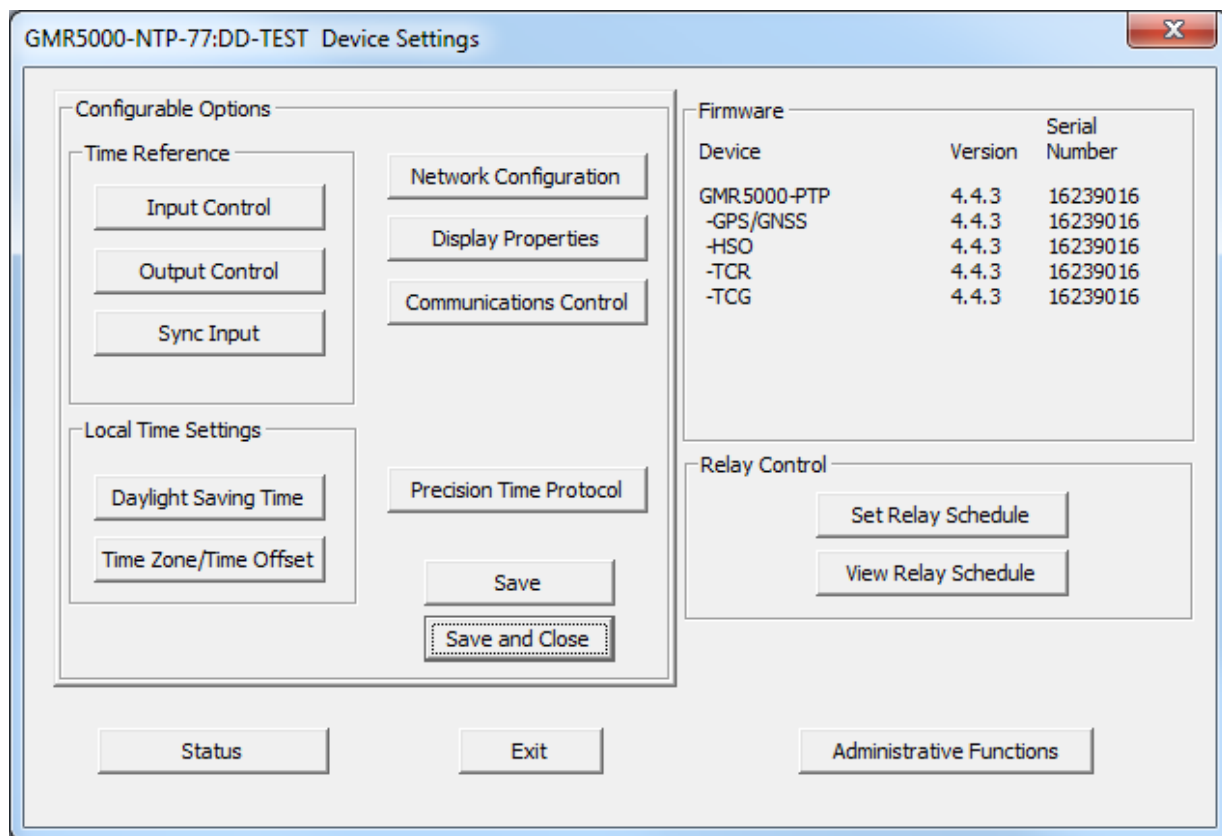 GMR5000-NTP-77:DD-TEST Device Settings
Configurable Options
Time Reference
Input Control
Output Control
Sync Input
Network Configuration
Display Properties
Communications Control
Local Time Settings
Daylight Saving Time
Time Zone/Time Offset
Precision Time Protocol
Save
Save and Close
Firmware
Device Version Serial Number
GMR5000-PTP 4.4.3 16239016
-GPS/GNSS 4.4.3 16239016
-HSO 4.4.3 16239016
-TCR 4.4.3 16239016
-TCG 4.4.3 16239016
Relay Control
Set Relay Schedule
View Relay Schedule
Status
Exit
Administrative Functions